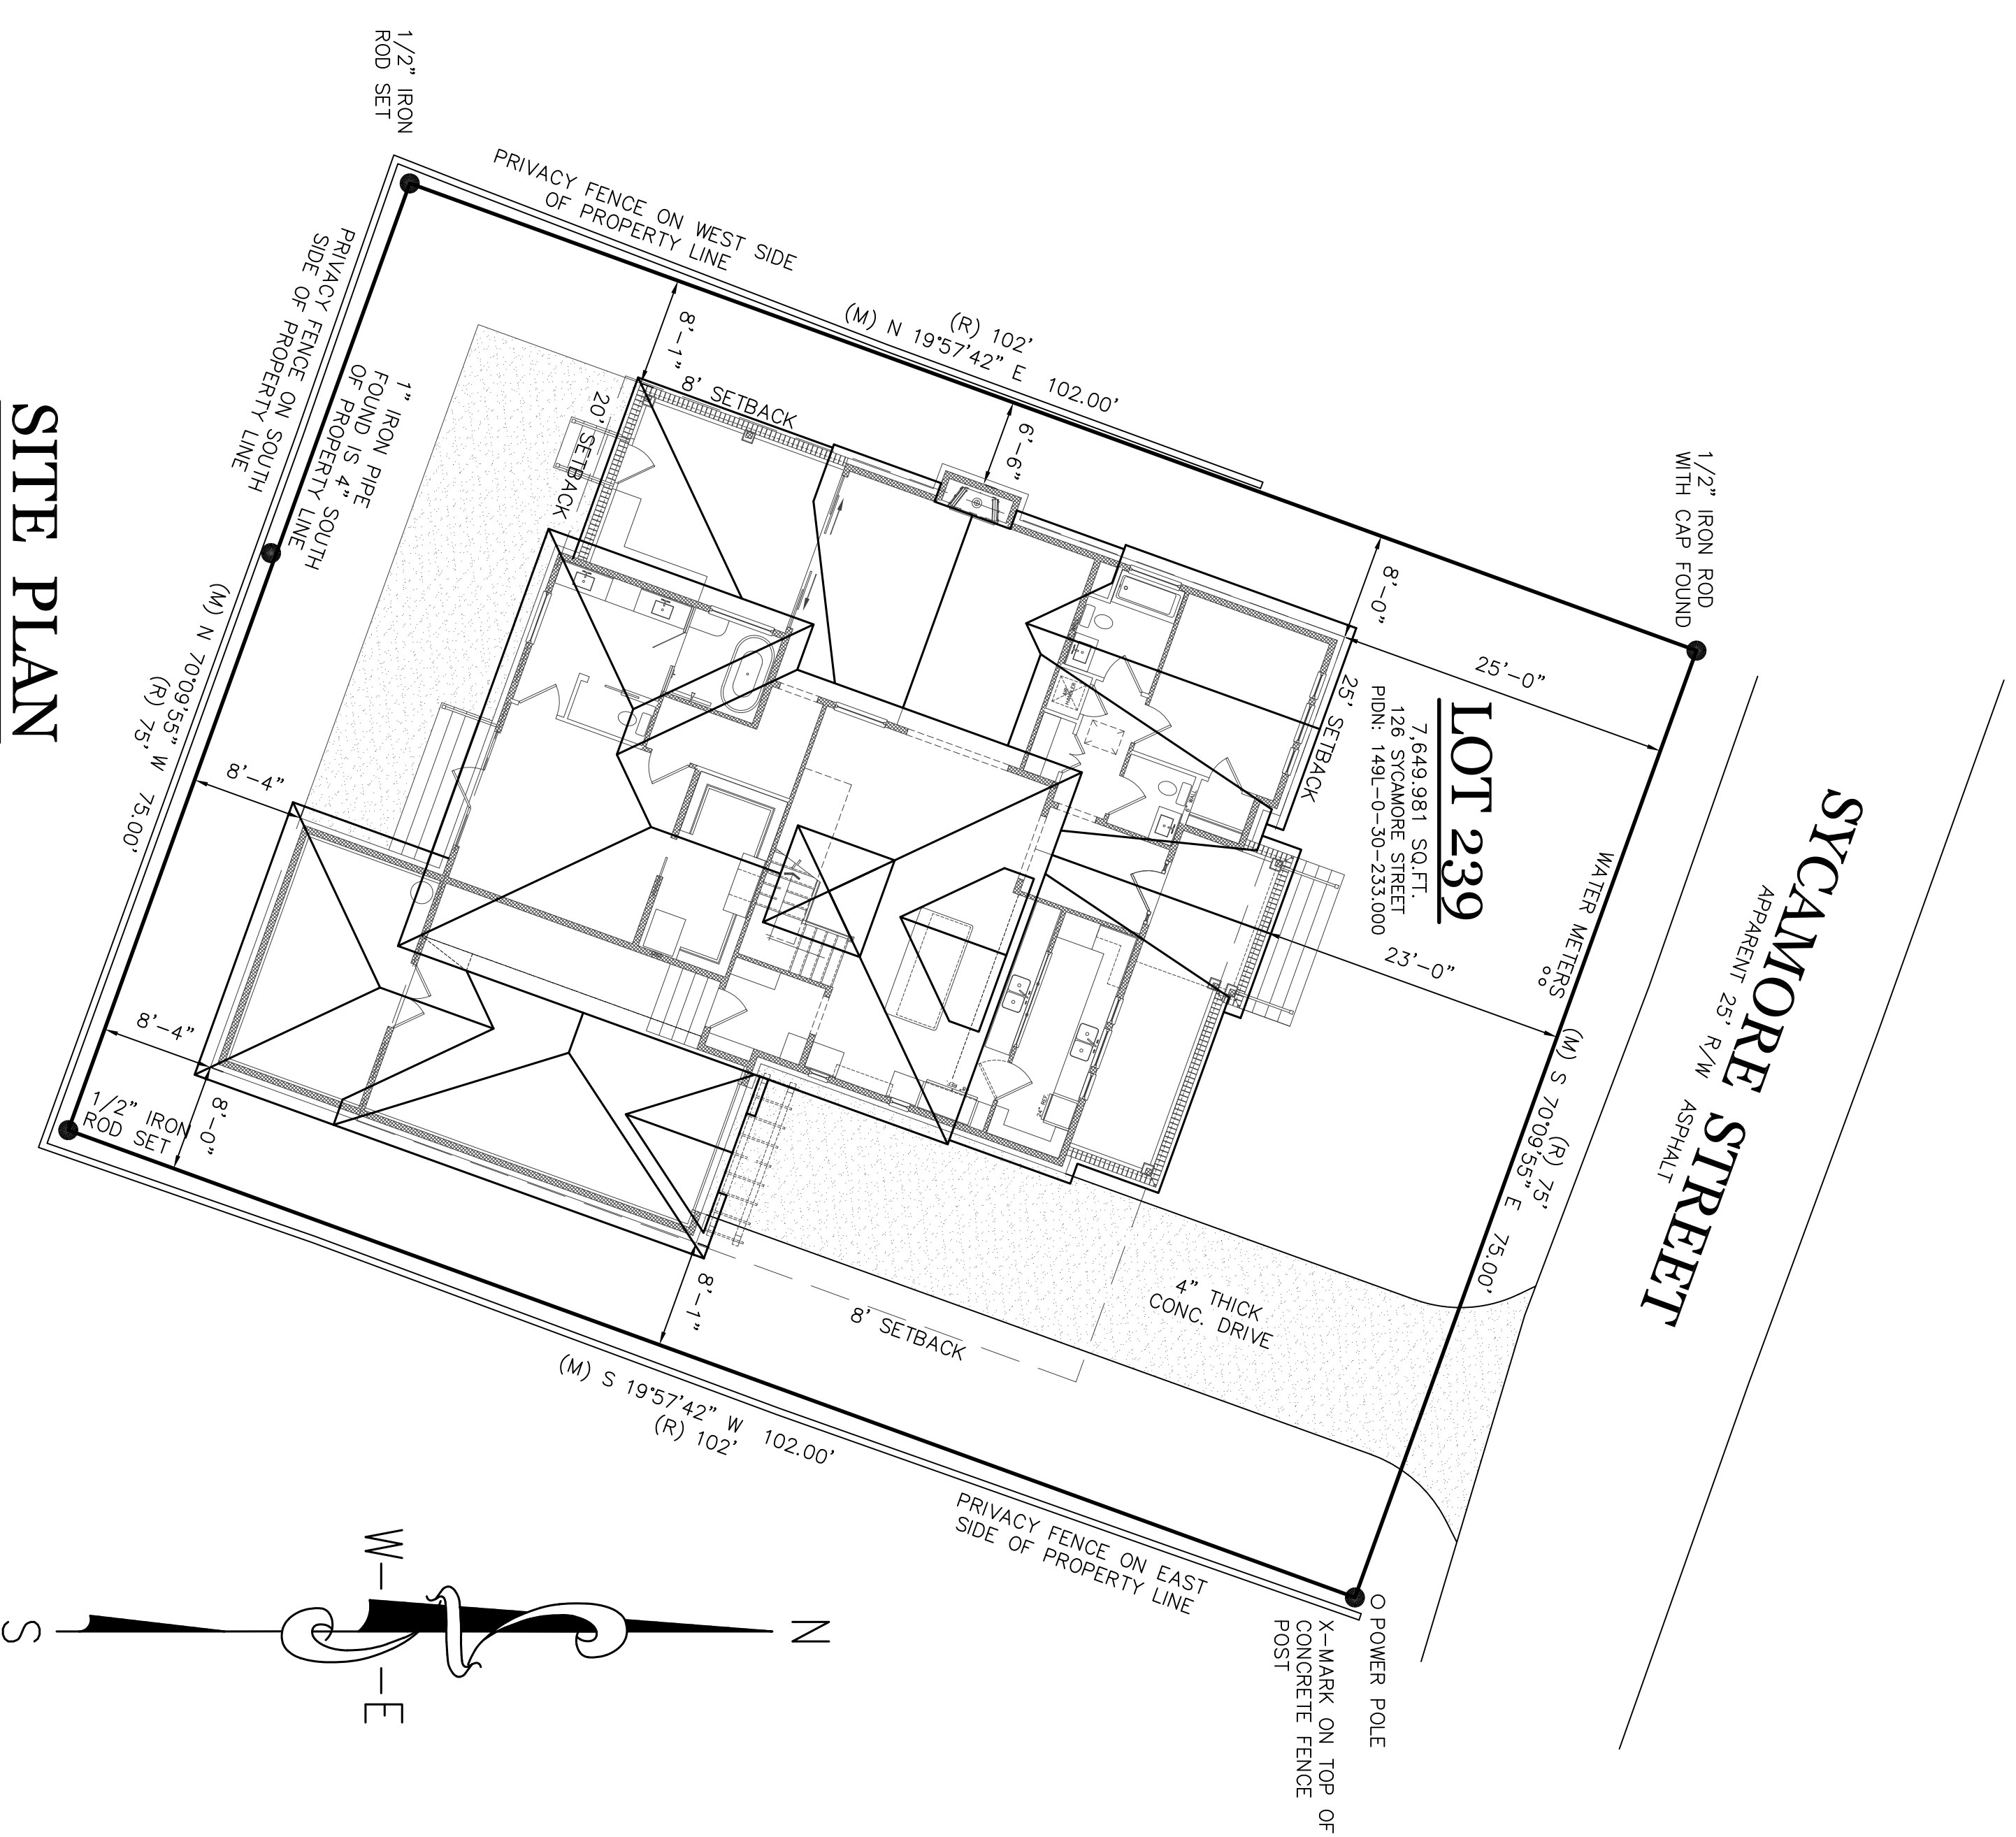 SYCAMORE STREET
APPARENT 25' R/W ASPHALT
1/2" IRON ROD
WITH CAP FOUND
WATER METERS
(R) 75'
(M) S 70°09'55" E 75.00'
LOT 239
7,649.981 SQ.FT.
126 SYCAMORE STREET
PIDN: 149L-0-30-233.000
25'-0"
23'-0"
25' SETBACK
8'-0"
(R) 102'
(M) N 19°57'42" E 102.00'
6'-6"
PRIVACY FENCE ON WEST SIDE
OF PROPERTY LINE
8'-1"
8' SETBACK
20' SETBACK
1/2" IRON
ROD SET
1" IRON PIPE
FOUND IS 4" SOUTH
OF PROPERTY LINE
PRIVACY FENCE ON SOUTH
SIDE OF PROPERTY LINE
(M) N 70°09'55" W 75.00'
(R) 75'
8'-4"
8'-4"
1/2" IRON
ROD SET
8'-0"
8'-1"
8' SETBACK
4" THICK
CONC. DRIVE
(M) S 19°57'42" W 102.00'
(R) 102'
PRIVACY FENCE ON EAST
SIDE OF PROPERTY LINE
POWER POLE
X-MARK ON TOP OF
CONCRETE FENCE
POST
N
W
E
S
SITE PLAN